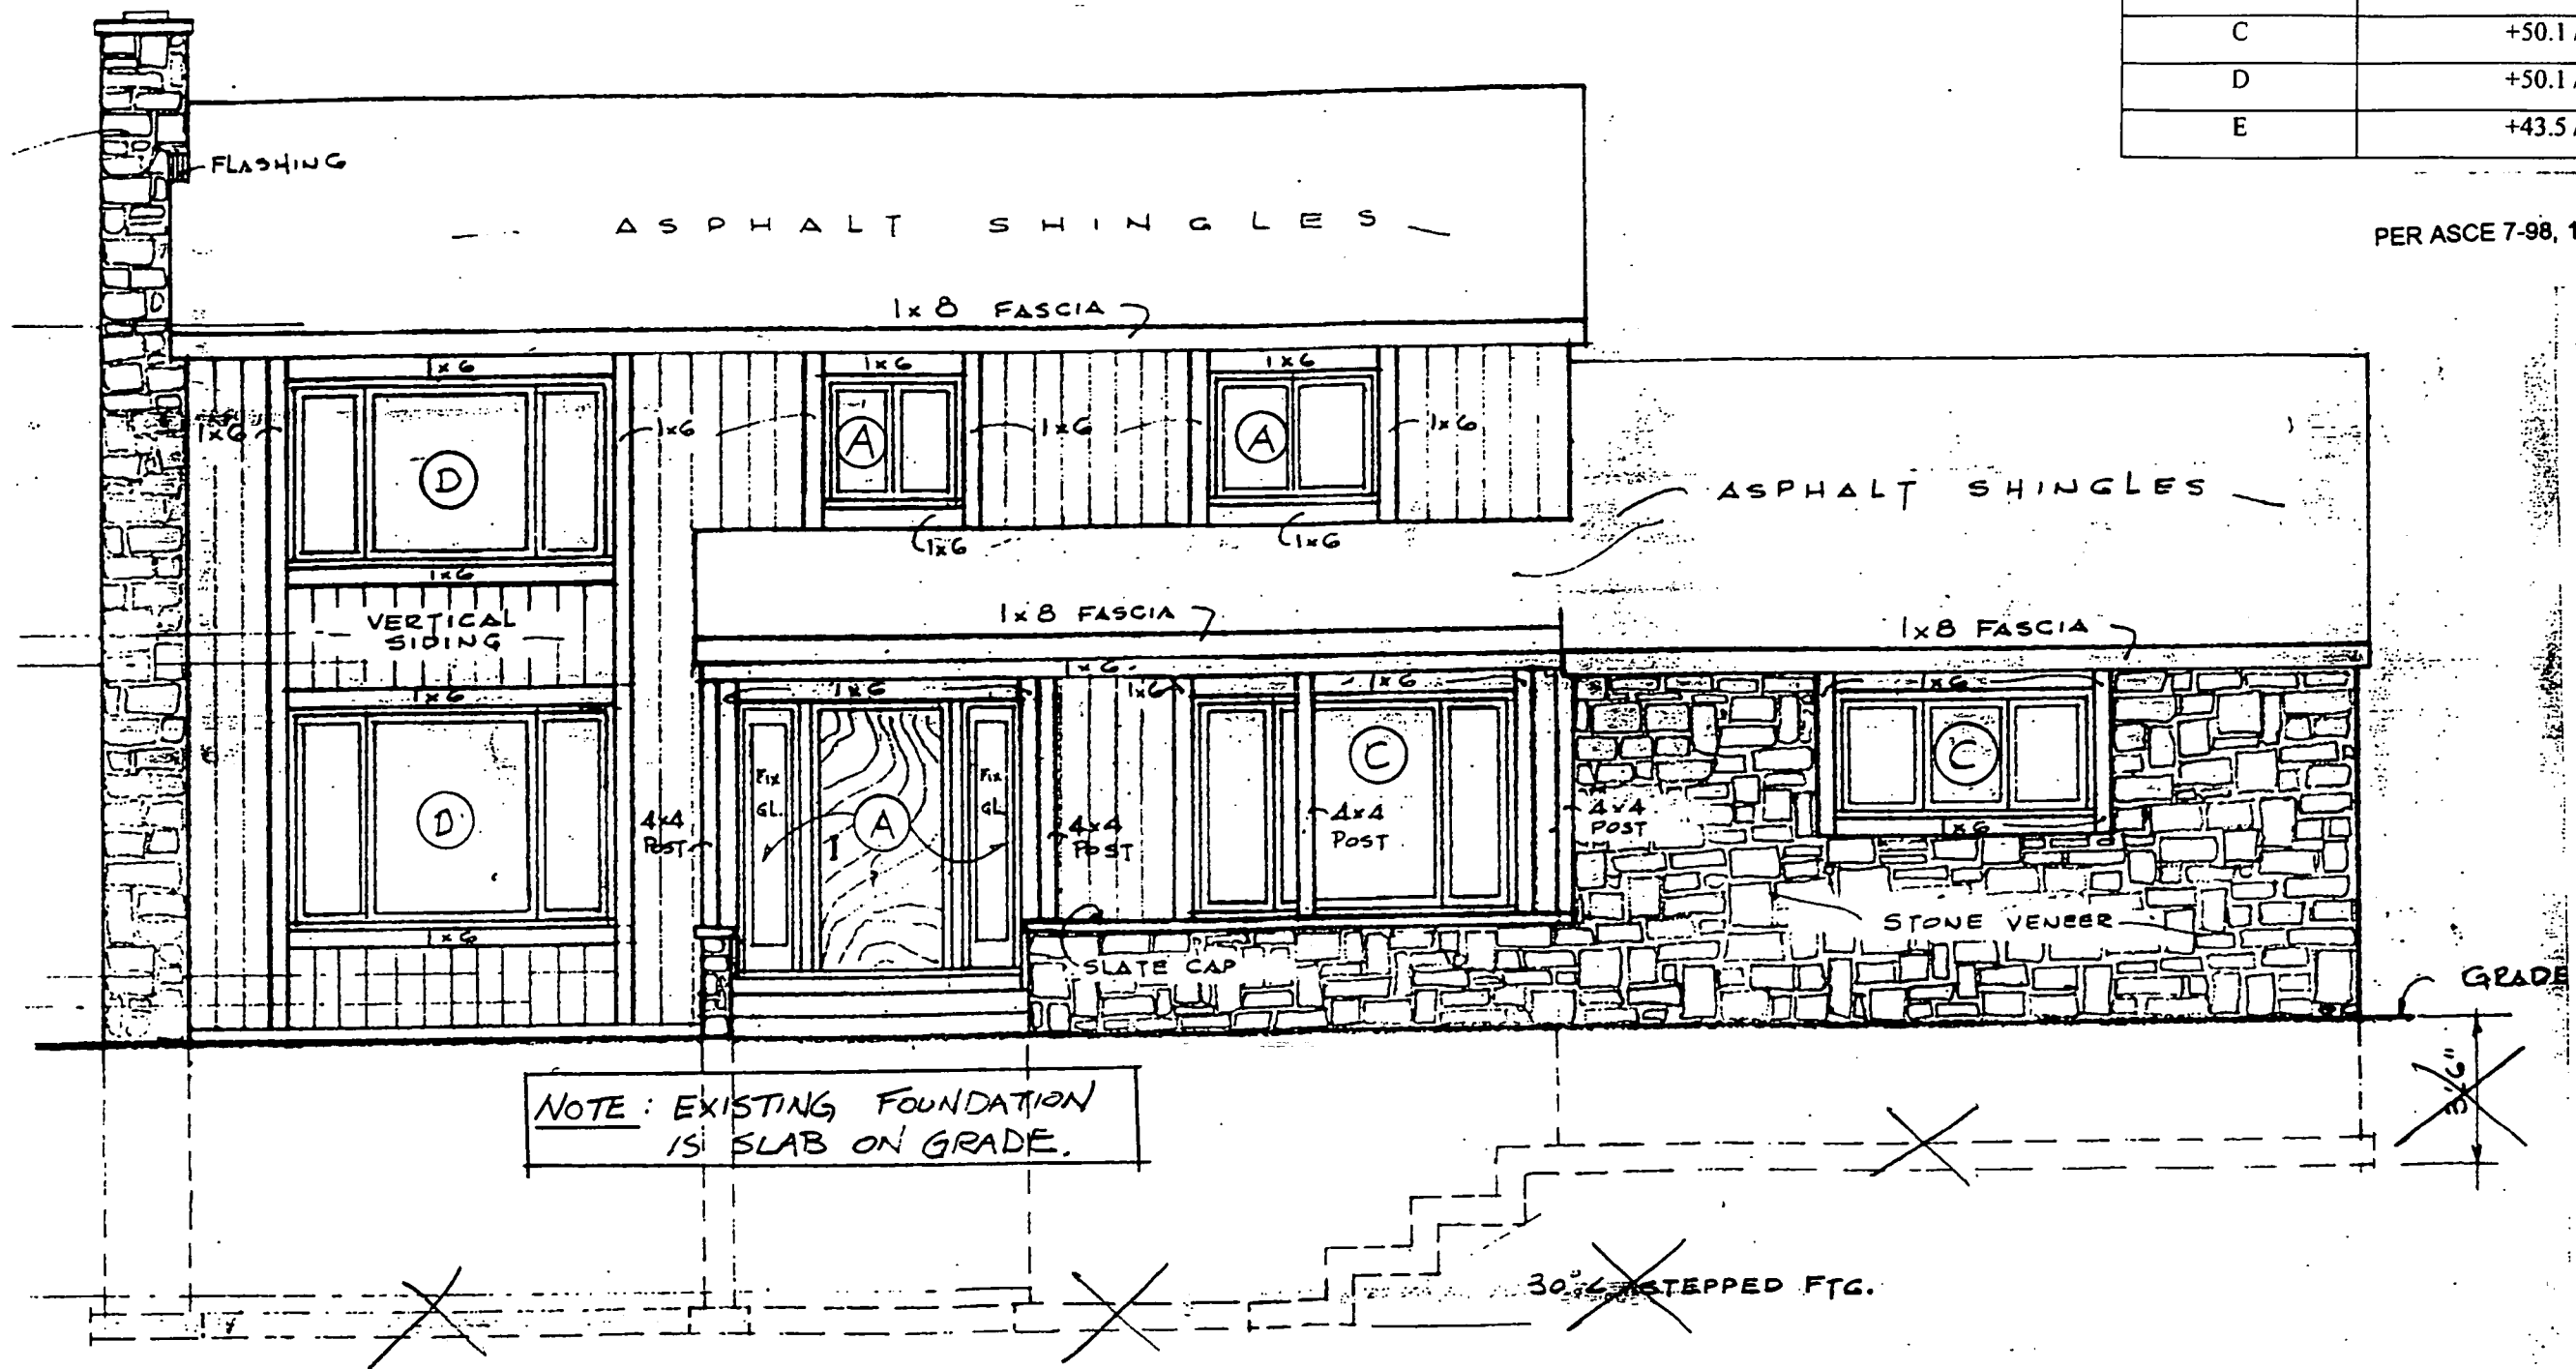 C +50.1 /
D +50.1 /
E +43.5 /
PER ASCE 7-98, 1
FLASHING
ASPHALT SHINGLES
1x8 FASCIA
1x6
1x6
1x6
1x6
1x6
1x6
1x6
A
A
D
1x6
1x6
1x6
ASPHALT SHINGLES
VERTICAL
SIDING
1x8 FASCIA
1x8 FASCIA
1x6
1x6
1x6
1x6
1x6
1x6
FIX
GL.
FIX
GL.
A
C
C
D
4x4
POST
4x4
POST
4x4
POST
4x4
POST
1x6
1x6
STONE VENEER
SLATE CAP
GRADE
3'6"
NOTE: EXISTING FOUNDATION
IS SLAB ON GRADE.
STEPPED FTG.